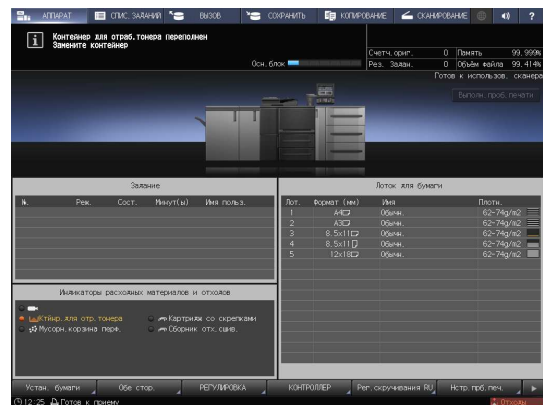 АППАРАТ СПИС. ЗАДАНИЙ ВЫЗОВ СОХРАНИТЬ КОПИРОВАНИЕ СКАНИРОВАНИЕ ?
Контейнер для отраб.тонера переполнен
Замените контейнер
Осн.блок
Счетч.ориг. 0 Память 99.999%
Рез. Задан. 0 Объём файла 99.414%
Готов к использов. сканера
Выполн.проб.печати
Задание
№. Реж. Сост. Минут(ы) Имя польз.
Лоток для бумаги
Лот. Формат (мм) Имя Плотн.
1 A4 Обычн. 62-74g/m2
2 A3 Обычн. 62-74g/m2
3 8.5x11 Обычн. 62-74g/m2
4 8.5x11 Обычн. 62-74g/m2
5 12x18 Обычн. 62-74g/m2
Индикаторы расходных материалов и отходов
Ктйнр.для отр.тонера Картридж со скрепками
Мусорн.корзина перф. Сборник отх.сшив.
Устан. бумаги Обе стор. РЕГУЛИРОВКА КОНТРОЛЛЕР Рег.скручивания RU Нстр.прб.печ.
12:25 Готов к приему Отходы